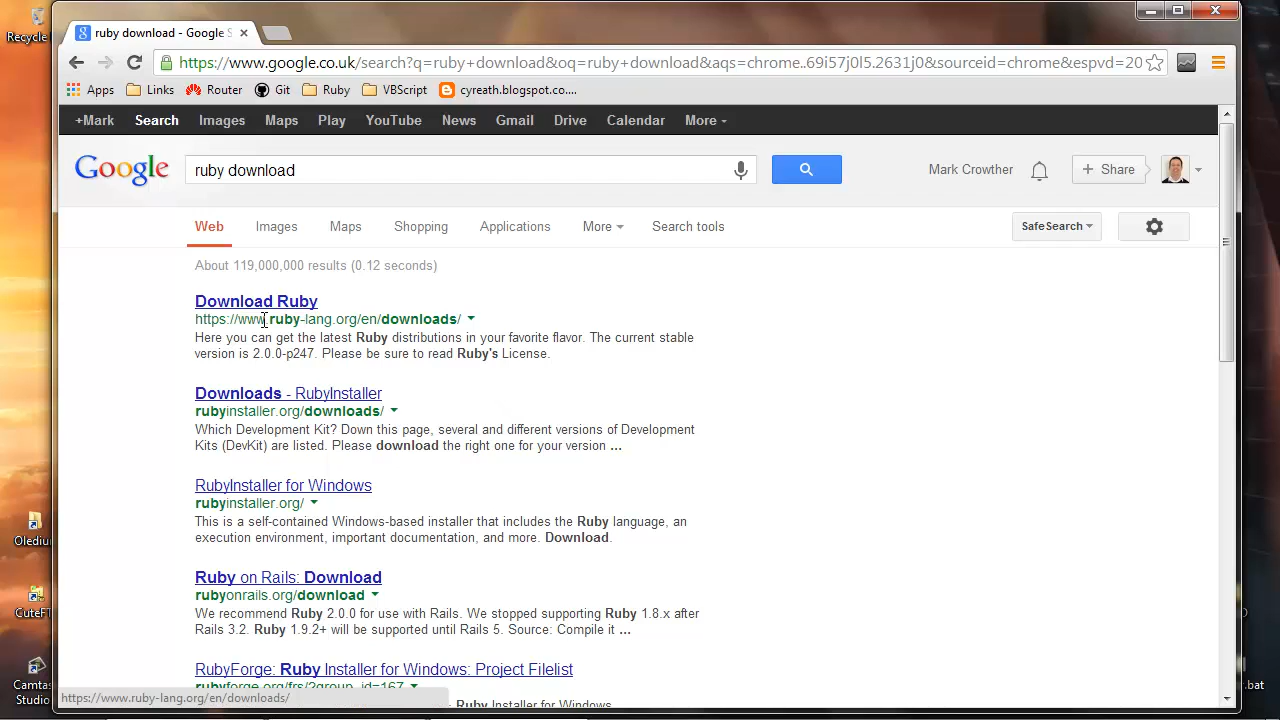 Recycle
ruby download - Google S
https://www.google.co.uk/search?q=ruby+download&oq=ruby+download&aqs=chrome..69i57j0l5.2631j0&sourceid=chrome&espvd=20
Apps Links Router Git Ruby VBScript cyreath.blogspot.co....
+Mark Search Images Maps Play YouTube News Gmail Drive Calendar More
Google ruby download Mark Crowther + Share
Web Images Maps Shopping Applications More Search tools SafeSearch
About 119,000,000 results (0.12 seconds)
Download Ruby
https://www.ruby-lang.org/en/downloads/
Here you can get the latest Ruby distributions in your favorite flavor. The current stable
version is 2.0.0-p247. Please be sure to read Ruby's License.
Downloads - RubyInstaller
rubyinstaller.org/downloads/
Which Development Kit? Down this page, several and different versions of Development
Kits (DevKit) are listed. Please download the right one for your version ...
RubyInstaller for Windows
rubyinstaller.org/
This is a self-contained Windows-based installer that includes the Ruby language, an
execution environment, important documentation, and more. Download.
Ruby on Rails: Download
rubyonrails.org/download
We recommend Ruby 2.0.0 for use with Rails. We stopped supporting Ruby 1.8.x after
Rails 3.2. Ruby 1.9.2+ will be supported until Rails 5. Source: Compile it ...
RubyForge: Ruby Installer for Windows: Project Filelist
rubyforge.org/frs/?group_id=167
Ruby Installer for Windows
https://www.ruby-lang.org/en/downloads/
Oledium
CuteFT
Camtas
Studio
.bat